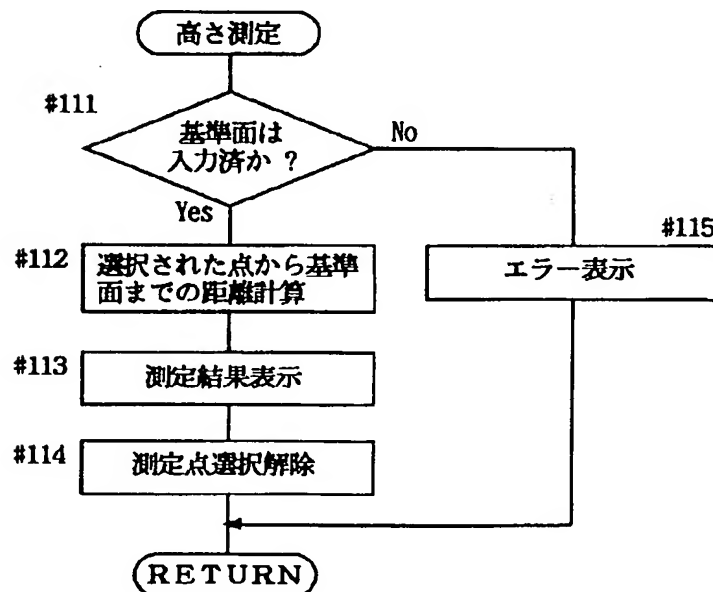 高さ測定
#111
基準面は
入力済か ?
No
Yes
#115
#112
選択された点から基準
面までの距離計算
エラー表示
#113
測定結果表示
#114
測定点選択解除
RETURN